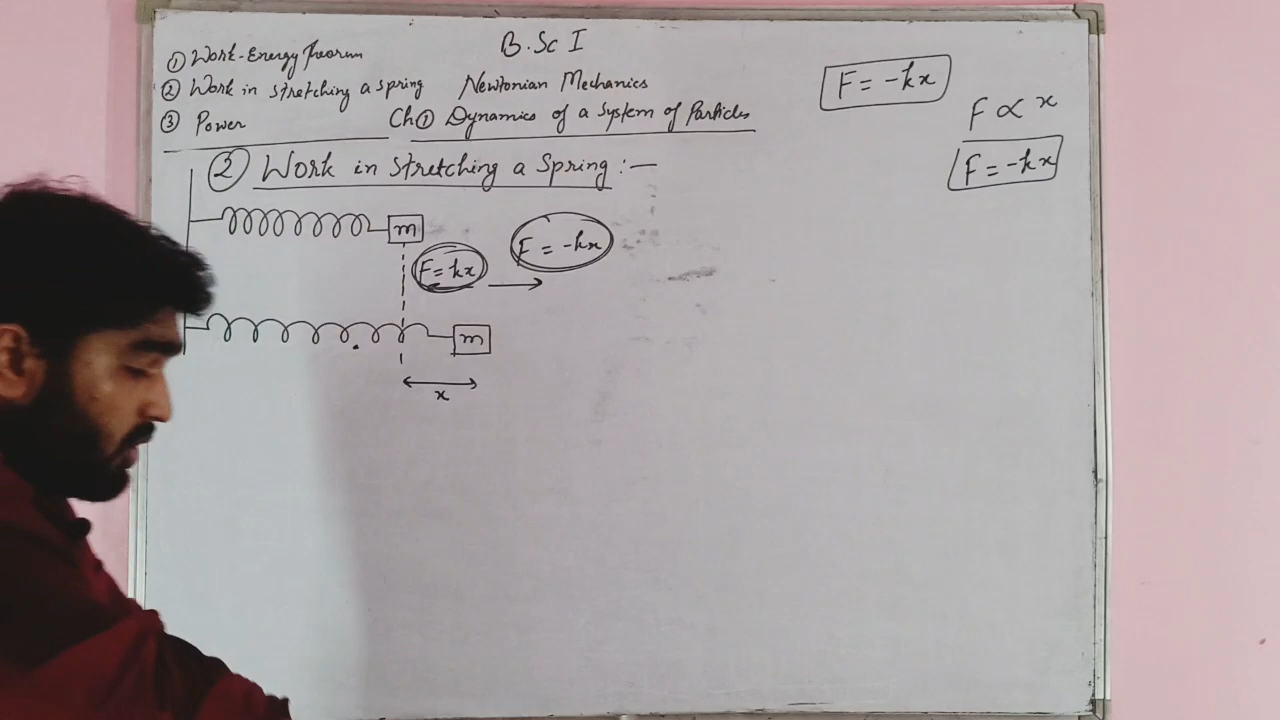 B.Sc I
① Work-Energy Theorem
② Work in stretching a spring
Newtonian Mechanics
③ Power
Ch① Dynamics of a System of Particles
F = -kx
F ∝ x
F = -kx
② Work in Stretching a Spring :-
m
F = kx
F = -kx
m
x